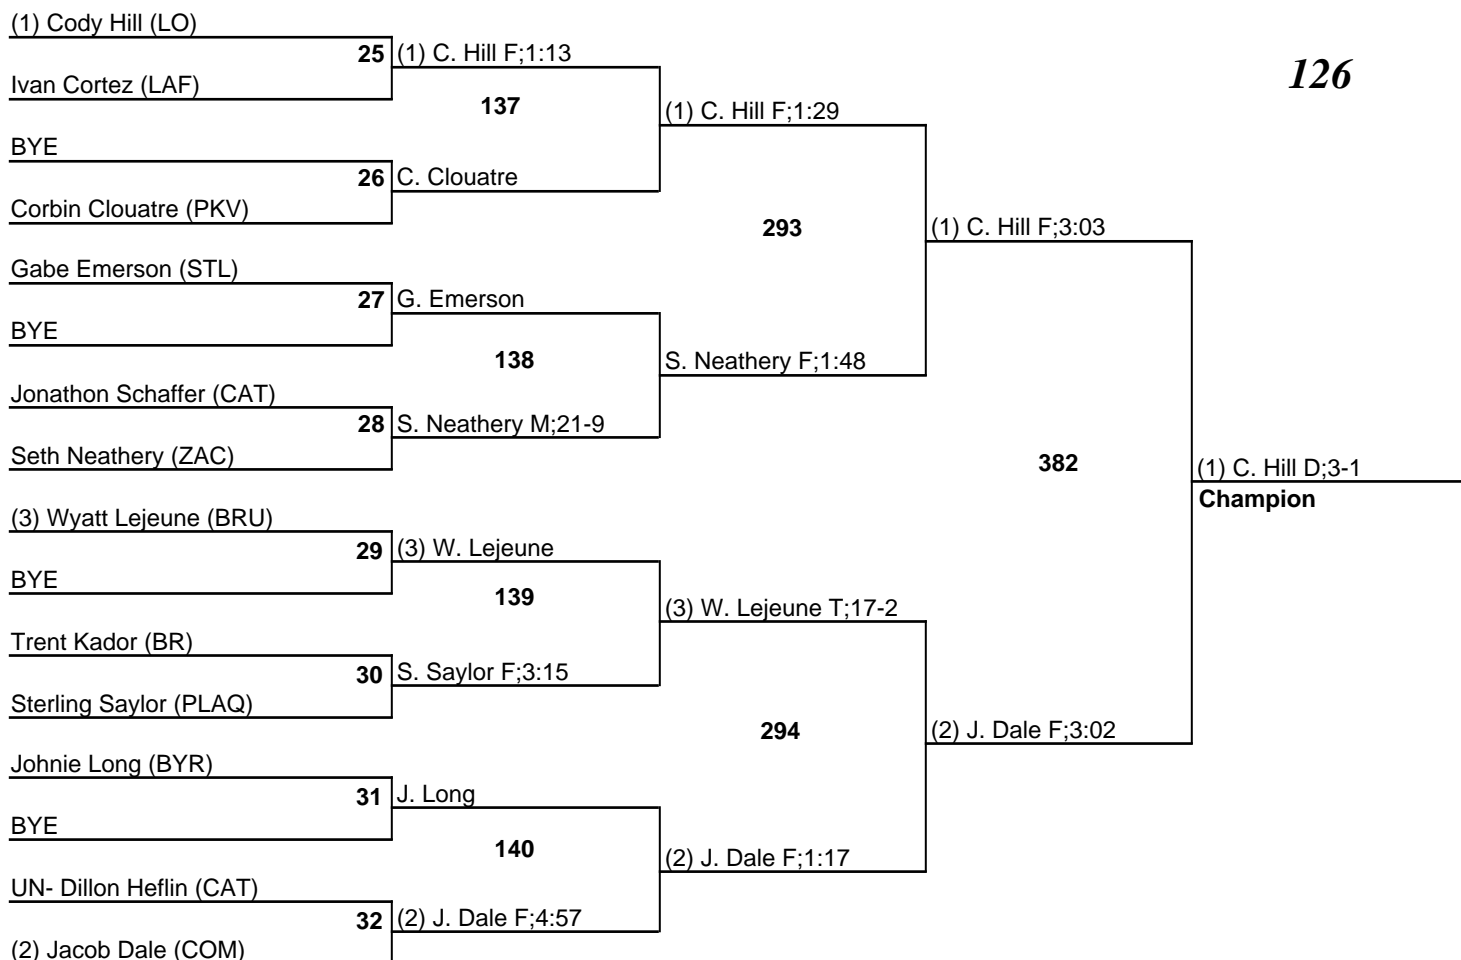 (1) Cody Hill (LO)
25 (1) C. Hill F;1:13
126
Ivan Cortez (LAF)
137
(1) C. Hill F;1:29
BYE
26 C. Clouatre
Corbin Clouatre (PKV)
293
(1) C. Hill F;3:03
Gabe Emerson (STL)
27 G. Emerson
BYE
138
S. Neathery F;1:48
Jonathon Schaffer (CAT)
28 S. Neathery M;21-9
Seth Neathery (ZAC)
382
(1) C. Hill D;3-1
Champion
(3) Wyatt Lejeune (BRU)
29 (3) W. Lejeune
BYE
139
(3) W. Lejeune T;17-2
Trent Kador (BR)
30 S. Saylor F;3:15
Sterling Saylor (PLAQ)
294
(2) J. Dale F;3:02
Johnie Long (BYR)
31 J. Long
BYE
140
(2) J. Dale F;1:17
UN- Dillon Heflin (CAT)
32 (2) J. Dale F;4:57
(2) Jacob Dale (COM)